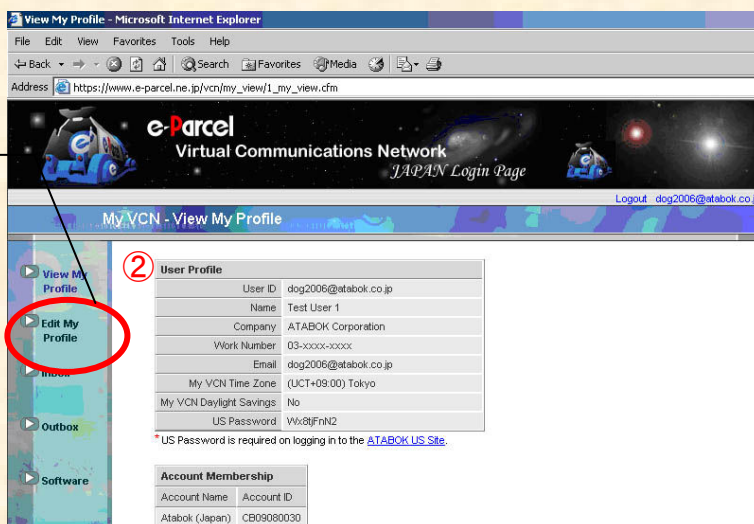 View My Profile - Microsoft Internet Explorer
File Edit View Favorites Tools Help
Back Search Favorites Media
Address https://www.e-parcel.ne.jp/vcn/my_view/1_my_view.cfm
e-Parcel
Virtual Communications Network
JAPAN Login Page
Logout dog2006@atabok.co.j
My VCN - View My Profile
View My
Profile
Edit My
Profile
Inbox
Outbox
Software
②
User Profile
User ID dog2006@atabok.co.jp
Name Test User 1
Company ATABOK Corporation
Work Number 03-xxxx-xxxx
Email dog2006@atabok.co.jp
My VCN Time Zone (UCT+09:00) Tokyo
My VCN Daylight Savings No
US Password
* US Password is required on logging in to the ATABOK US Site.
Account Membership
Account Name Account ID
Atabok (Japan) CB09080030